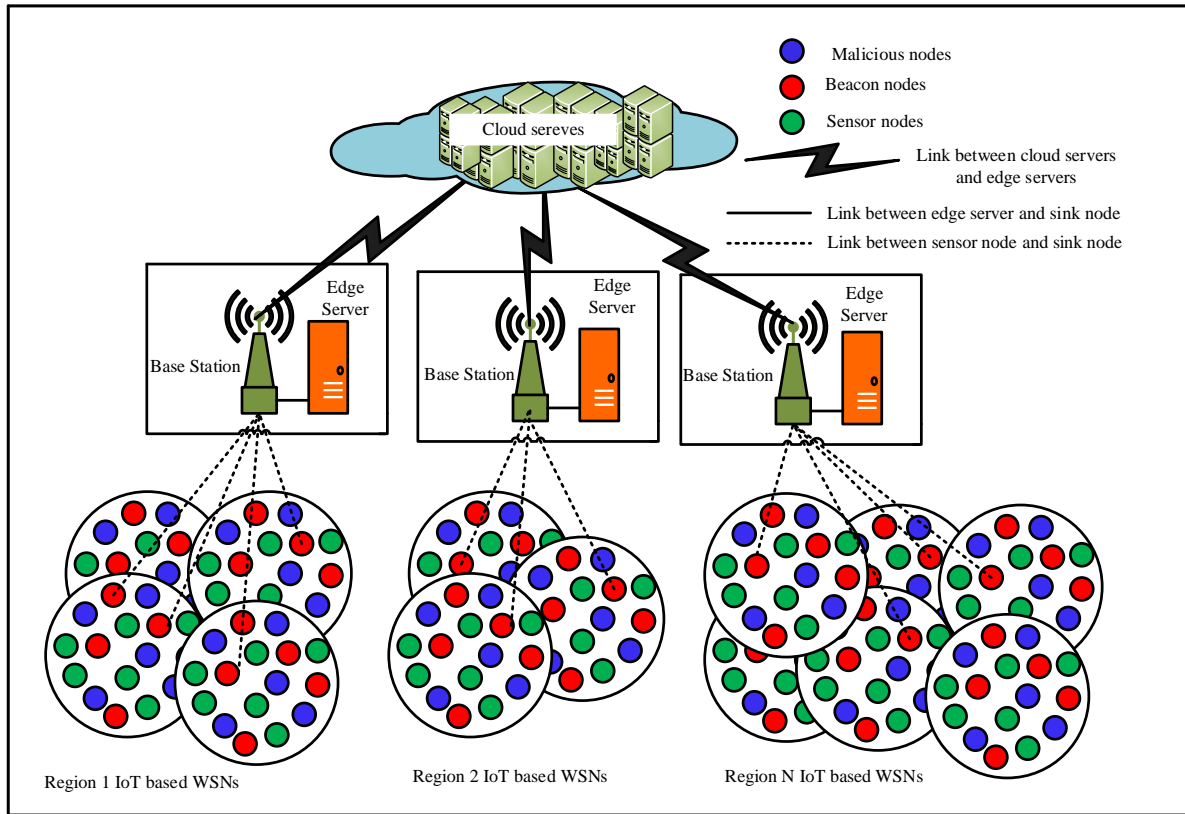 Malicious nodes
Beacon nodes
Sensor nodes
Cloud sereves
Link between cloud servers
and edge servers
Link between edge server and sink node
Link between sensor node and sink node
Edge
Server
Base Station
Edge
Server
Base Station
Edge
Server
Base Station
Region 1 IoT based WSNs
Region 2 IoT based WSNs
Region N IoT based WSNs